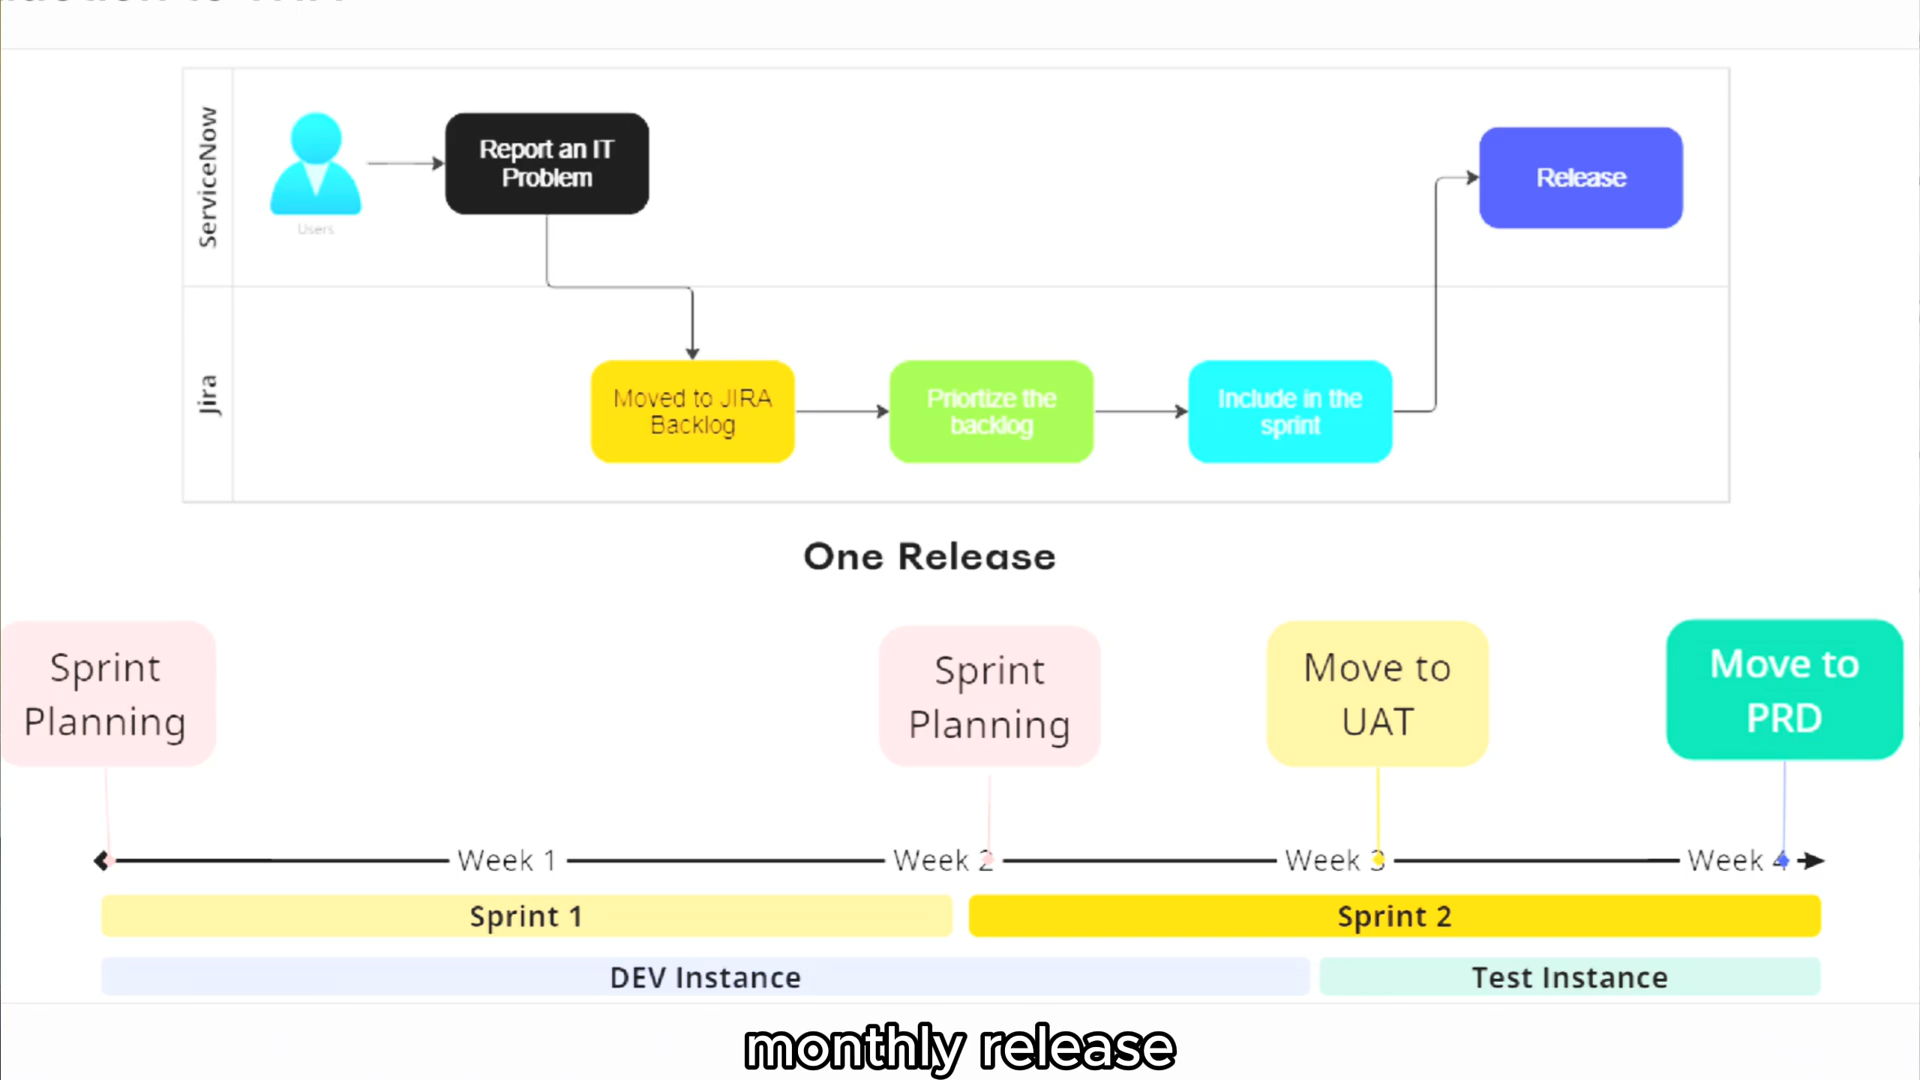 ServiceNow
Report an IT
Problem
Release
Users
Jira
Moved to JIRA
Backlog
Priortize the
backlog
Include in the
sprint
One Release
Sprint
Planning
Sprint
Planning
Move to
UAT
Move to
PRD
Week 1
Week 2
Week 3
Week 4
Sprint 1
Sprint 2
DEV Instance
Test Instance
monthly release